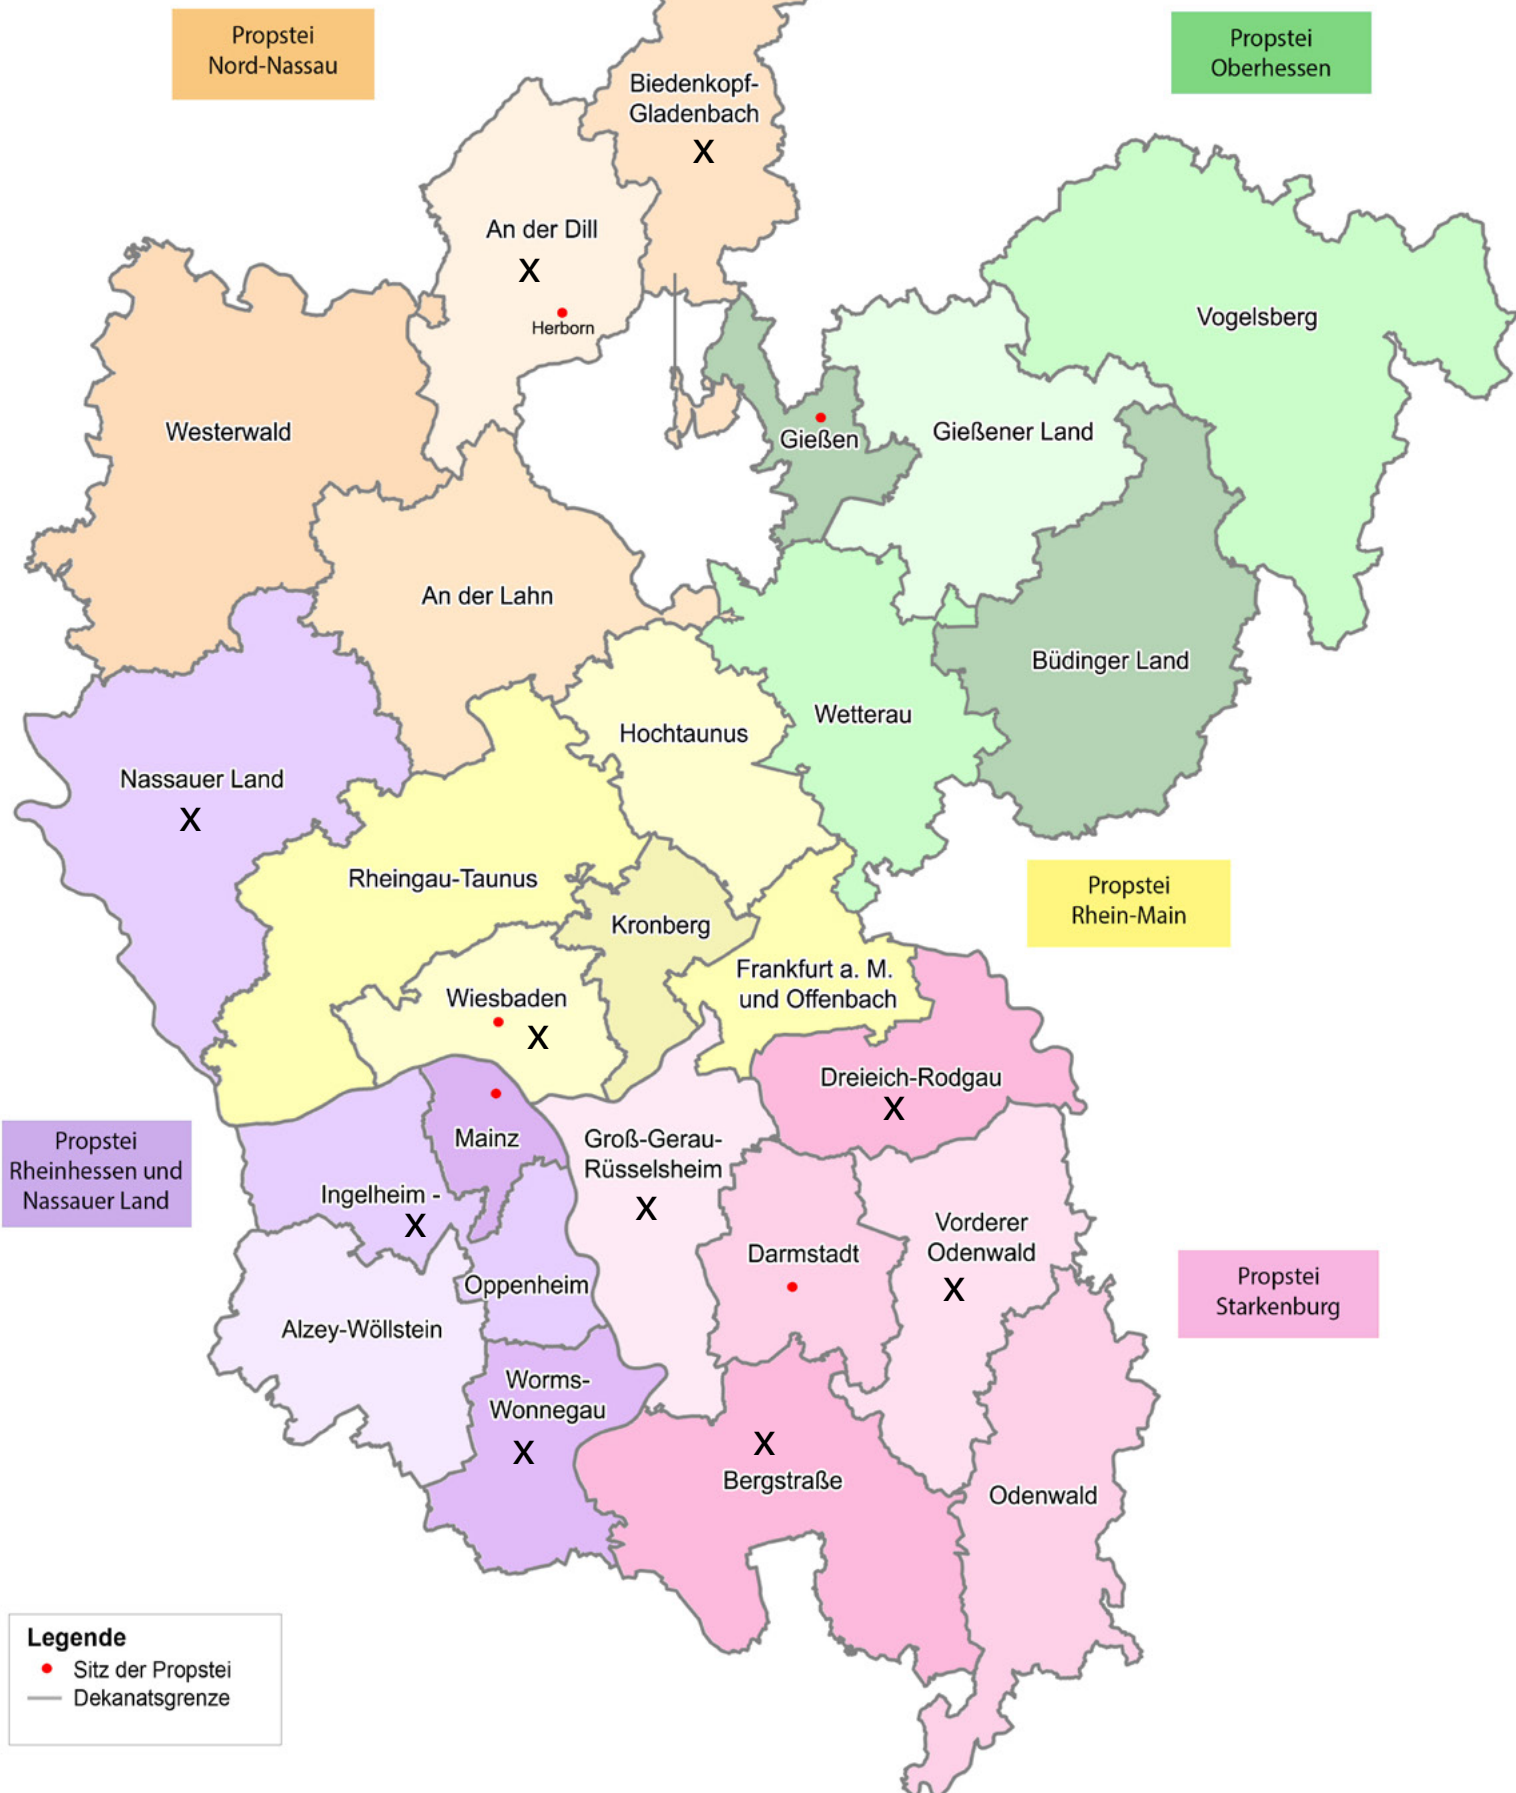 Propstei
Nord-Nassau
Propstei
Oberhessen
Biedenkopf-
Gladenbach
X
An der Dill
X
Herborn
Vogelsberg
Westerwald
Gießen
Gießener Land
An der Lahn
Büdinger Land
Wetterau
Hochtaunus
Nassauer Land
X
Rheingau-Taunus
Kronberg
Propstei
Rhein-Main
Frankfurt a. M.
und Offenbach
Wiesbaden
X
Dreieich-Rodgau
X
Propstei
Rheinhessen und
Nassauer Land
Mainz
Groß-Gerau-
Rüsselsheim
X
Ingelheim -
X
Oppenheim
Darmstadt
Vorderer
Odenwald
X
Propstei
Starkenburg
Alzey-Wöllstein
Worms-
Wonnegau
X
X
Bergstraße
Odenwald
Legende
Sitz der Propstei
Dekanatsgrenze